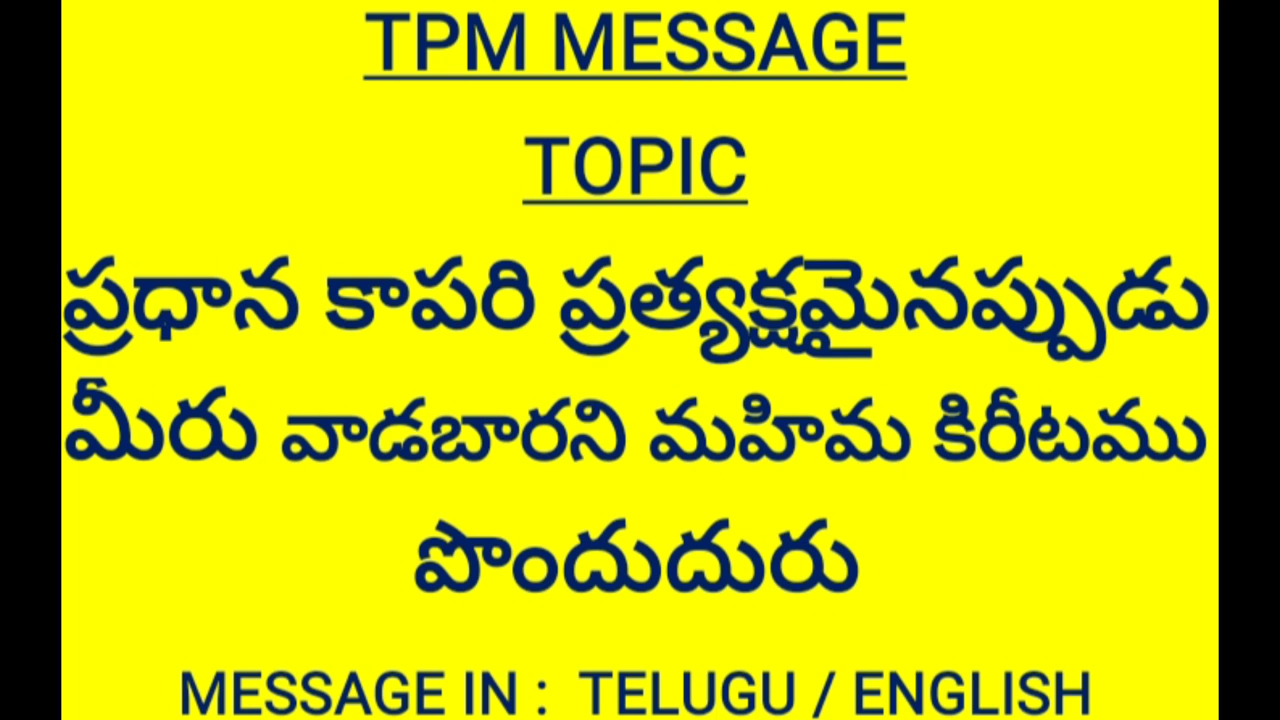 TPM MESSAGE
TOPIC
ప్రధాన కాపరి ప్రత్యక్షమైనప్పుడు
మీరు వాడబారని మహిమ కిరీటము
పొందుదురు
MESSAGE IN : TELUGU / ENGLISH